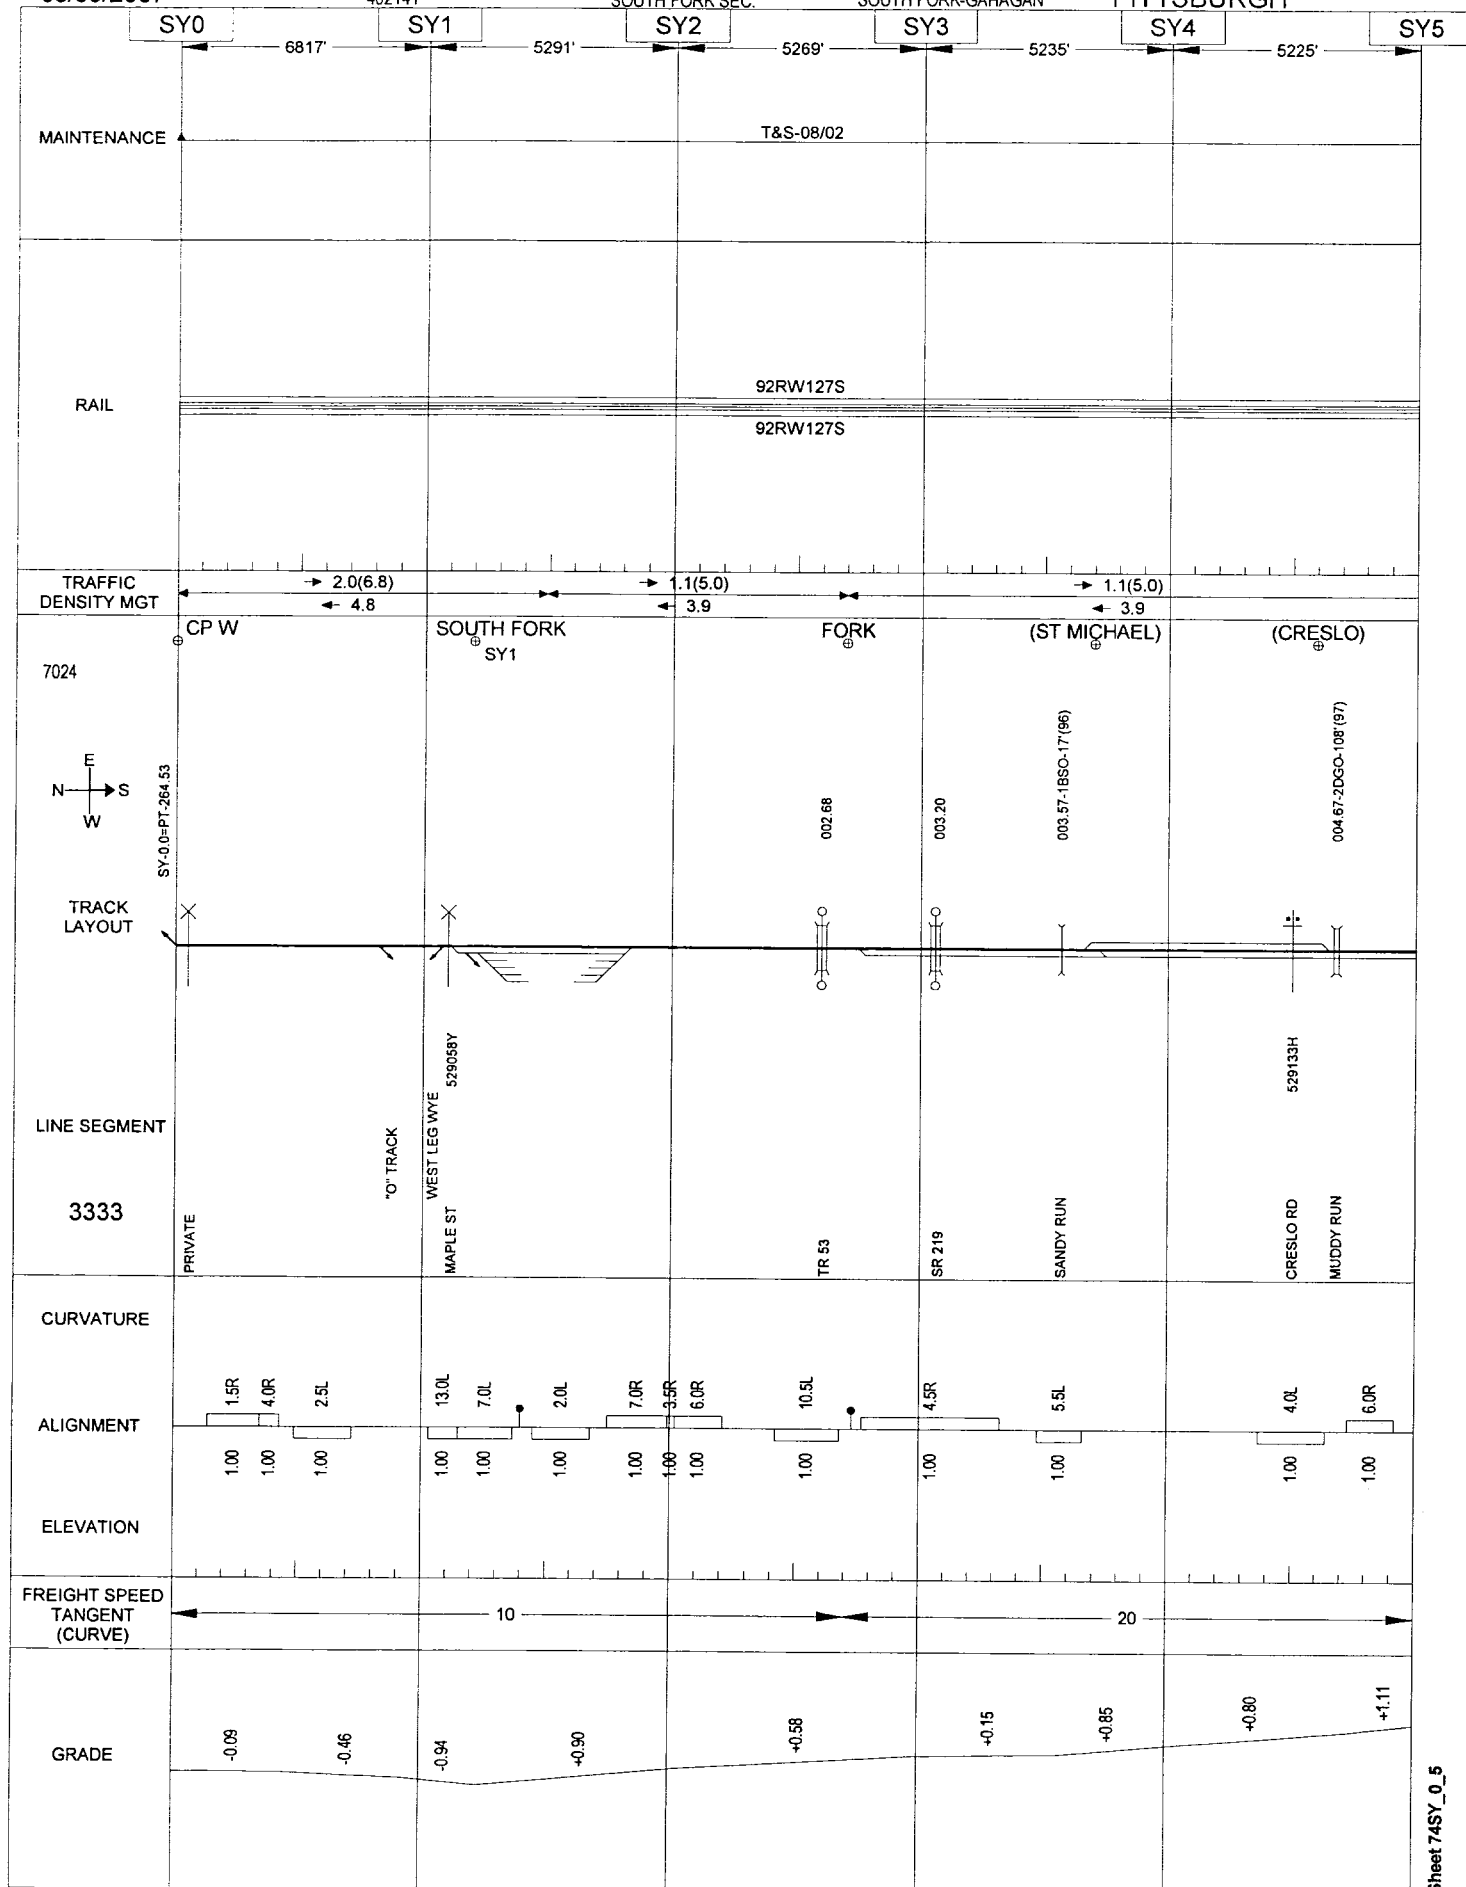 SOUTH FORK SEC.
SOUTH FORK-GAHAGAN
PITTSBURGH
SY0 SY1 SY2 SY3 SY4 SY5
6817' 5291' 5269' 5235' 5225'
MAINTENANCE T&S-08/02
92RW127S
RAIL
92RW127S
TRAFFIC
DENSITY MGT
2.0(6.8) 1.1(5.0) 1.1(5.0)
4.8 3.9 3.9
CP W SOUTH FORK FORK (ST MICHAEL) (CRESLO)
SY1
7024
E
N S
W
SY-0.0=PT-264.53
002.68
003.20
003.57-1BSO-17'(96)
004.67-2DGO-108'(97)
TRACK
LAYOUT
529058Y
529133H
LINE SEGMENT
3333
PRIVATE
"O" TRACK
WEST LEG WYE
MAPLE ST
TR 53
SR 219
SANDY RUN
CRESLO RD
MUDDY RUN
CURVATURE
1.5R 4.0R 2.5L 13.0L 7.0L 2.0L 7.0R 3.5R 6.0R 10.5L 4.5R 5.5L 4.0L 6.0R
ALIGNMENT
1.00 1.00 1.00 1.00 1.00 1.00 1.00 1.00 1.00 1.00 1.00 1.00 1.00 1.00
ELEVATION
FREIGHT SPEED
TANGENT
(CURVE)
10 20
GRADE
-0.09 -0.46 -0.94 +0.90 +0.58 +0.15 +0.85 +0.80 +1.11
Sheet 74SY_0_5